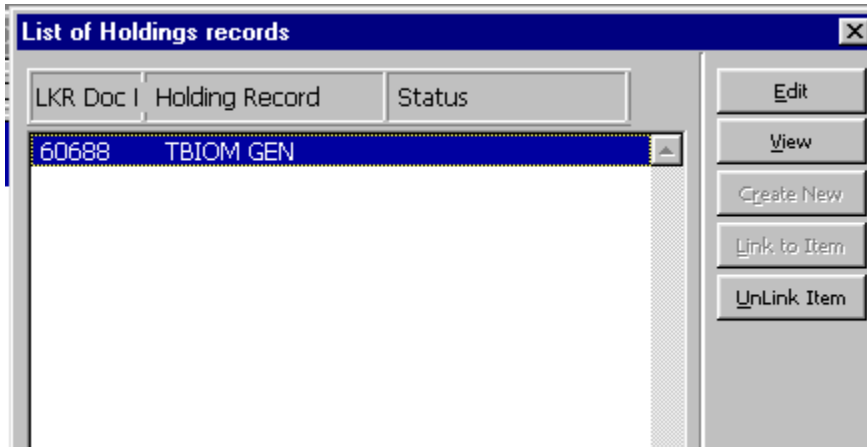 List of Holdings records
LKR Doc I Holding Record Status
60688 TBIOM GEN
Edit
View
Create New
Link to Item
UnLink Item